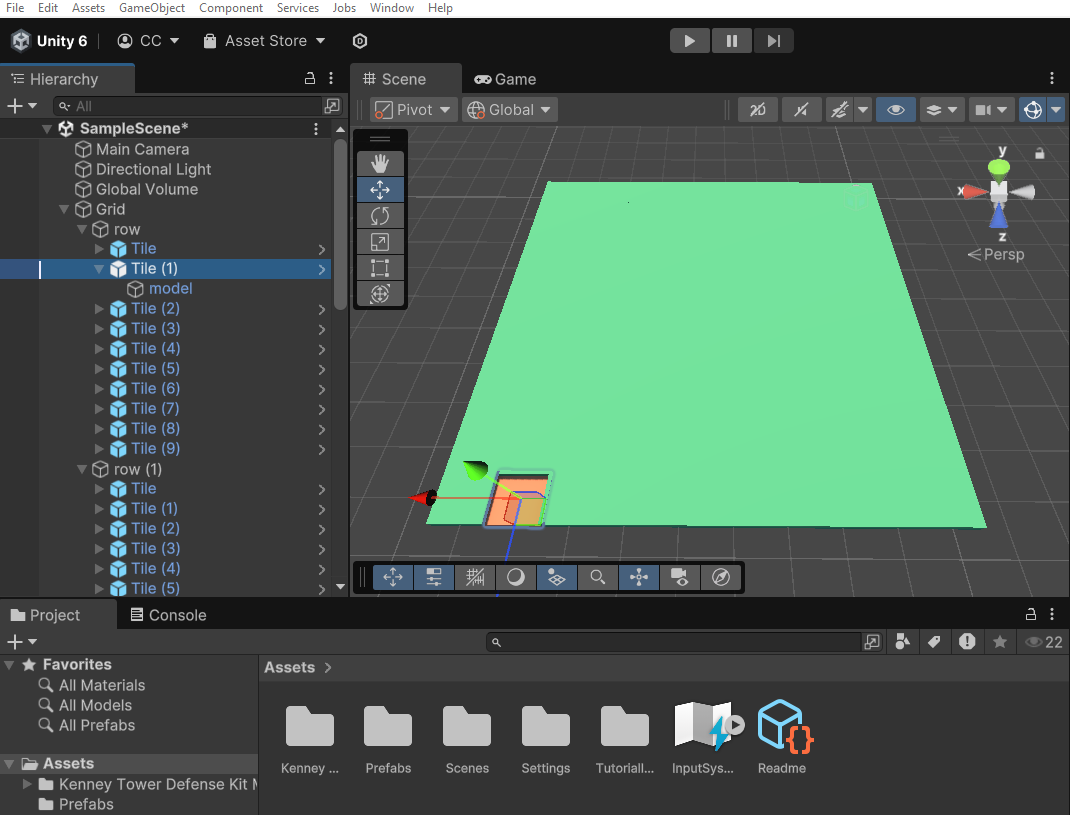 File Edit Assets GameObject Component Services Jobs Window Help
Unity 6 CC Asset Store
Hierarchy
All
SampleScene*
Main Camera
Directional Light
Global Volume
Grid
row
Tile
Tile (1)
model
Tile (2)
Tile (3)
Tile (4)
Tile (5)
Tile (6)
Tile (7)
Tile (8)
Tile (9)
row (1)
Tile
Tile (1)
Tile (2)
Tile (3)
Tile (4)
Tile (5)
Scene Game
Pivot Global 2D
y
x
z
Persp
Project Console
22
Favorites
All Materials
All Models
All Prefabs
Assets
Kenney Tower Defense Kit
Prefabs
Assets
Kenney ... Prefabs Scenes Settings Tutoriall... InputSys... Readme